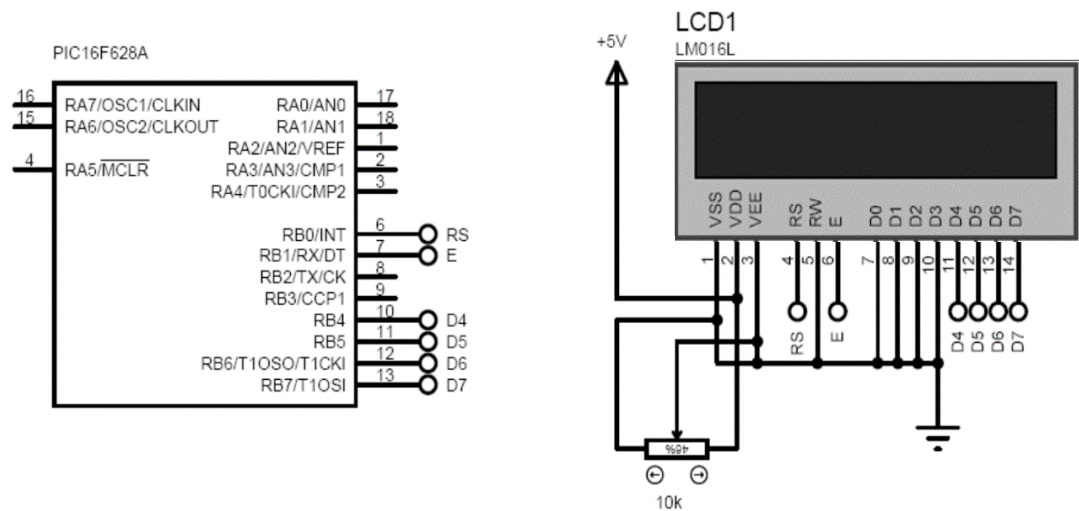 PIC16F628A
16 RA7/OSC1/CLKIN RA0/AN0 17
15 RA6/OSC2/CLKOUT RA1/AN1 18
RA2/AN2/VREF 1
4 RA5/MCLR RA3/AN3/CMP1 2
RA4/T0CKI/CMP2 3
RB0/INT 6 RS
RB1/RX/DT 7 E
RB2/TX/CK 8
RB3/CCP1 9
RB4 10 D4
RB5 11 D5
RB6/T1OSO/T1CKI 12 D6
RB7/T1OSI 13 D7
LCD1
LM016L
+5V
VSS VDD VEE RS RW E D0 D1 D2 D3 D4 D5 D6 D7
1 2 3 4 5 6 7 8 9 10 11 12 13 14
RS E D4 D5 D6 D7
46%
10k